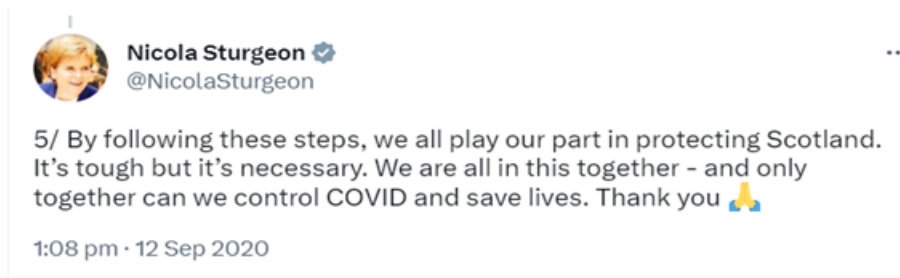 Nicola Sturgeon
@NicolaSturgeon
5/ By following these steps, we all play our part in protecting Scotland.
It’s tough but it’s necessary. We are all in this together - and only
together can we control COVID and save lives. Thank you 🙏
1:08 pm · 12 Sep 2020